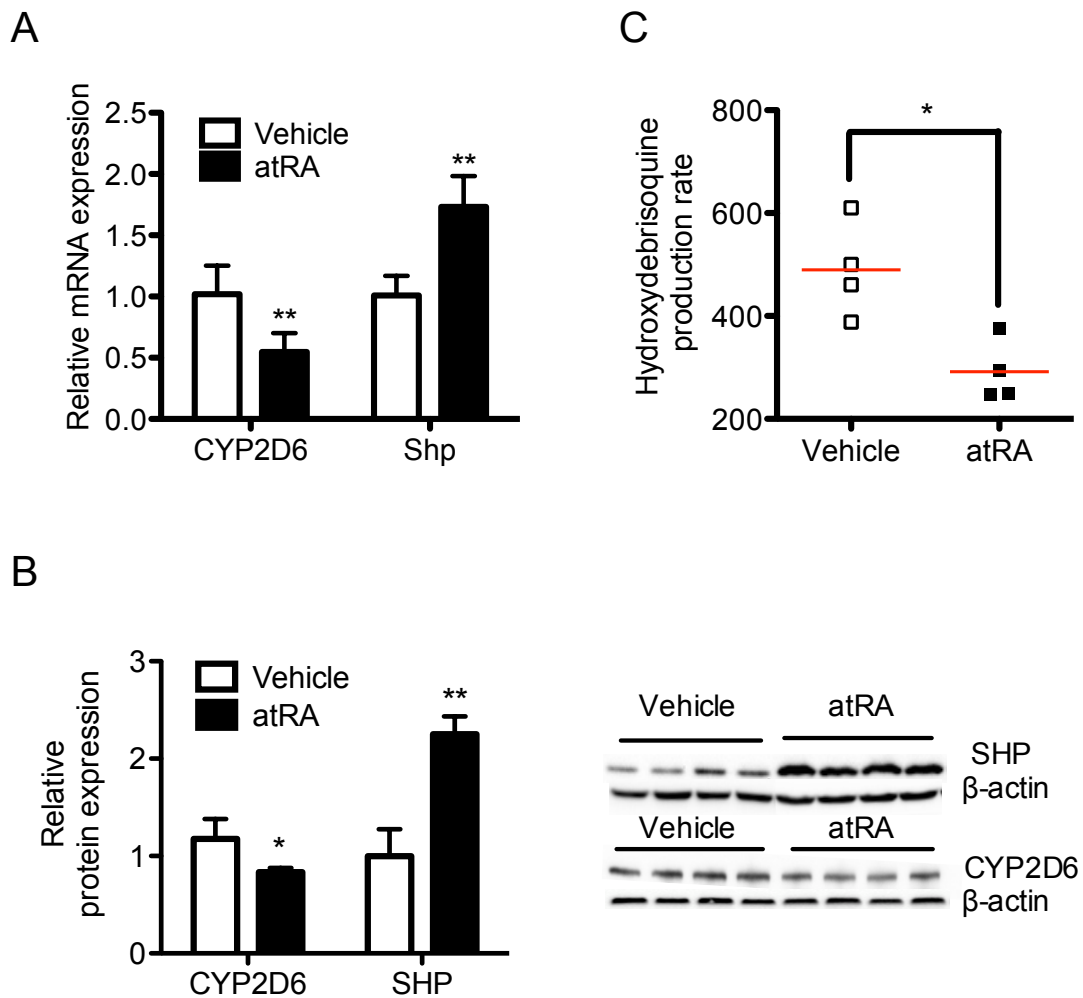 A
Relative mRNA expression
2.5
2.0
1.5
1.0
0.5
0.0
Vehicle
atRA
**
**
CYP2D6 Shp
C
Hydroxydebrisoquine
production rate
800
600
400
200
*
Vehicle atRA
B
Relative
protein expression
3
2
1
0
Vehicle
atRA
*
**
CYP2D6 SHP
Vehicle atRA
SHP
β-actin
Vehicle atRA
CYP2D6
β-actin